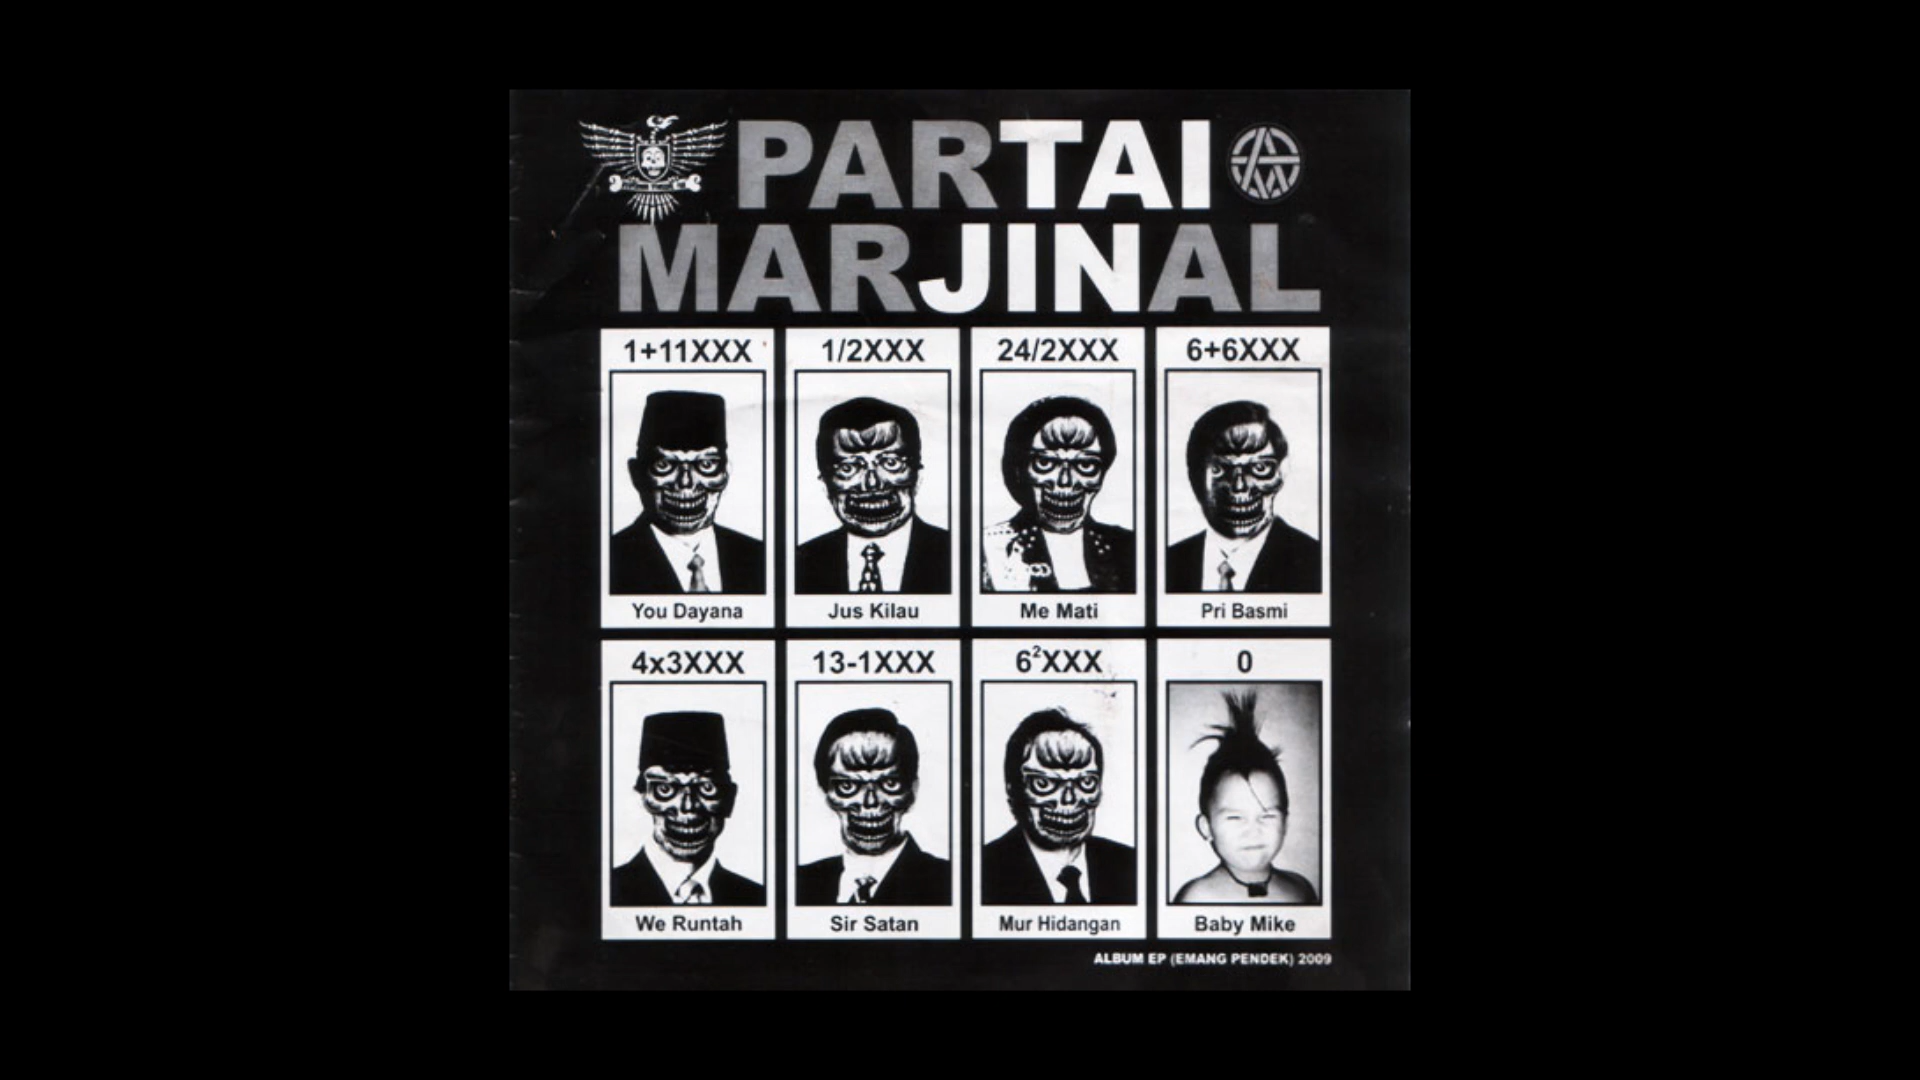 PARTAI
MARJINAL
1+11XXX 1/2XXX 24/2XXX 6+6XXX
You Dayana Jus Kilau Me Mati Pri Basmi
4x3XXX 13-1XXX 6²XXX 0
We Runtah Sir Satan Mur Hidangan Baby Mike
ALBUM EP (EMANG PENDEK) 2009